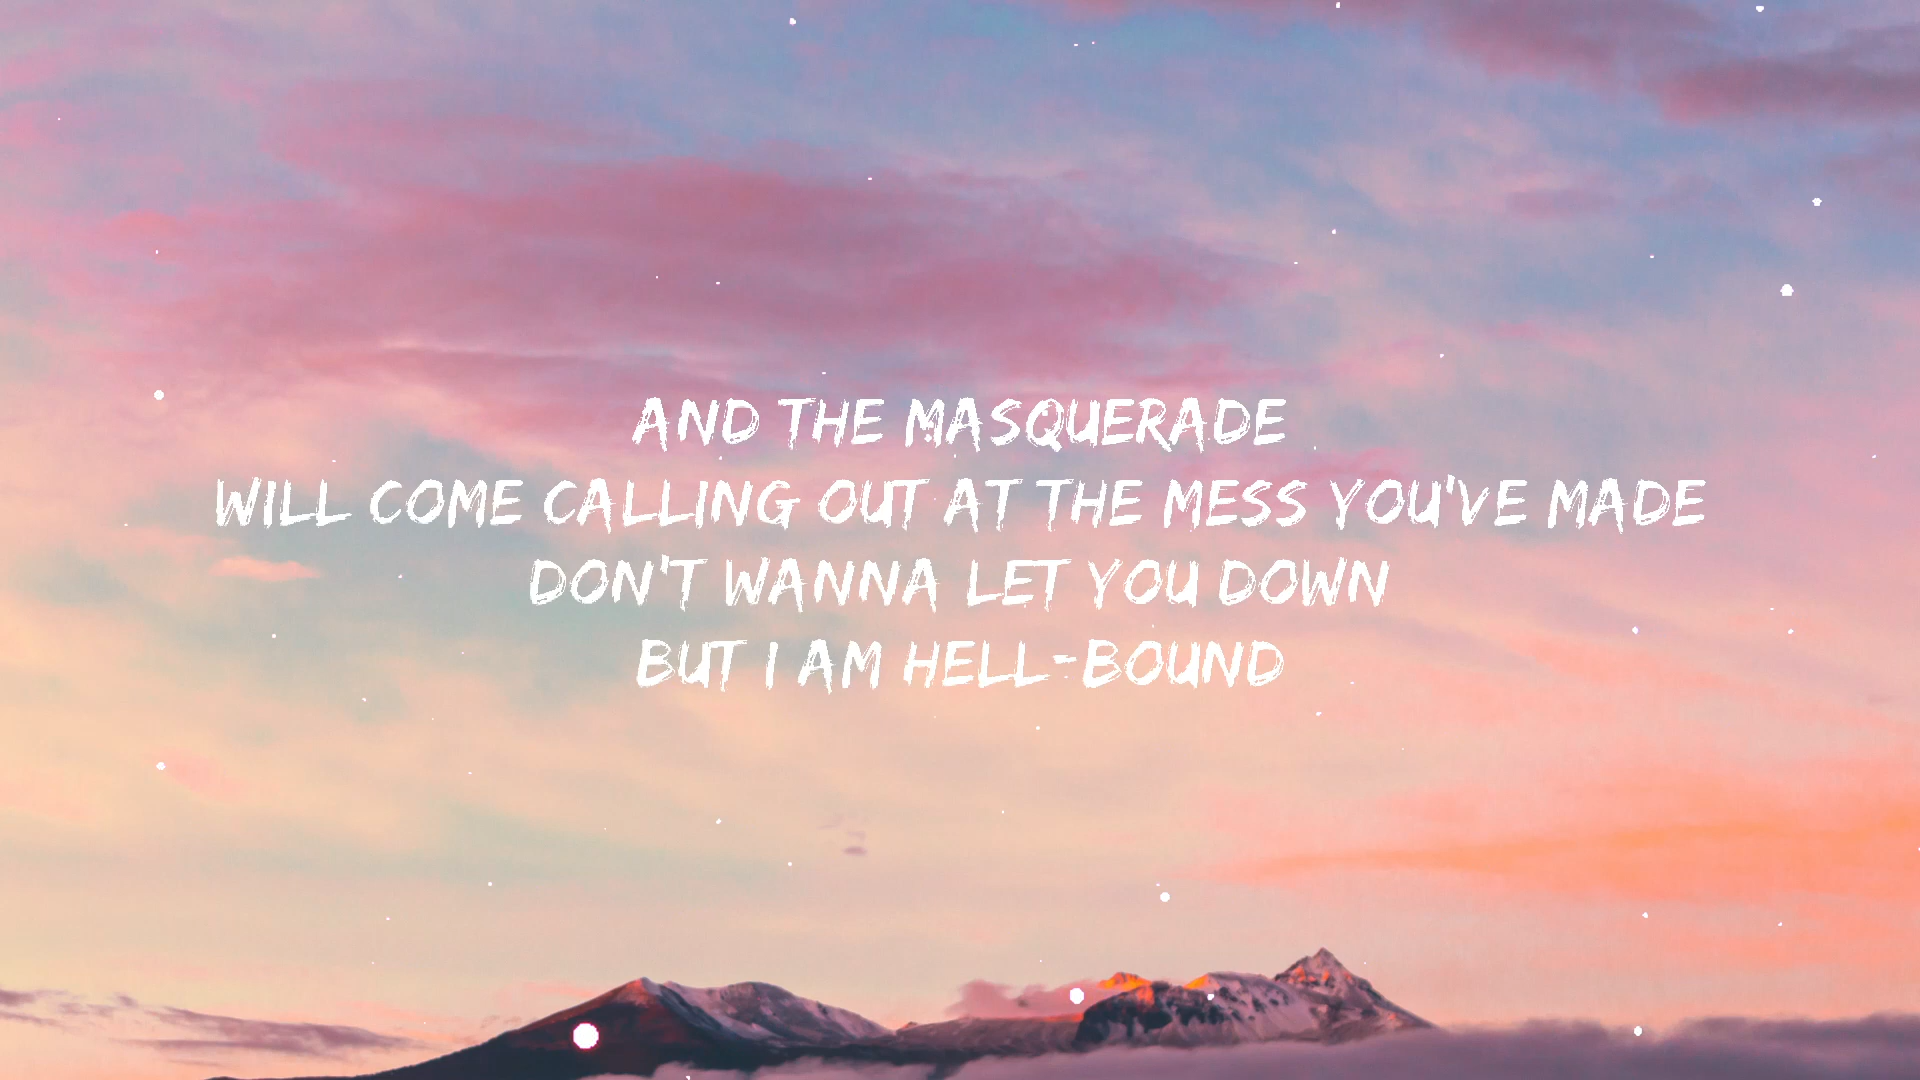 AND THE MASQUERADE
WILL COME CALLING OUT AT THE MESS YOU'VE MADE
DON'T WANNA LET YOU DOWN
BUT I AM HELL-BOUND